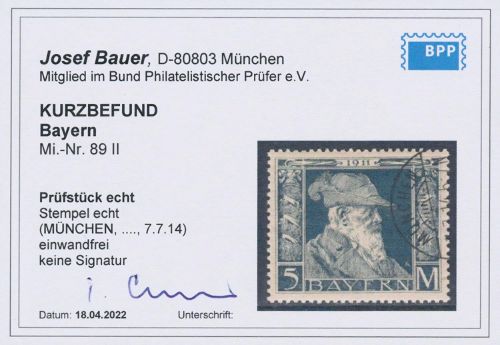 Josef Bauer, D-80803 München
Mitglied im Bund Philatelistischer Prüfer e.V.
BPP
KURZBEFUND
Bayern
Mi.-Nr. 89 II
Prüfstück echt
Stempel echt
(MÜNCHEN, ...., 7.7.14)
einwandfrei
keine Signatur
Datum: 18.04.2022
Unterschrift:
1911
5 BAYERN M